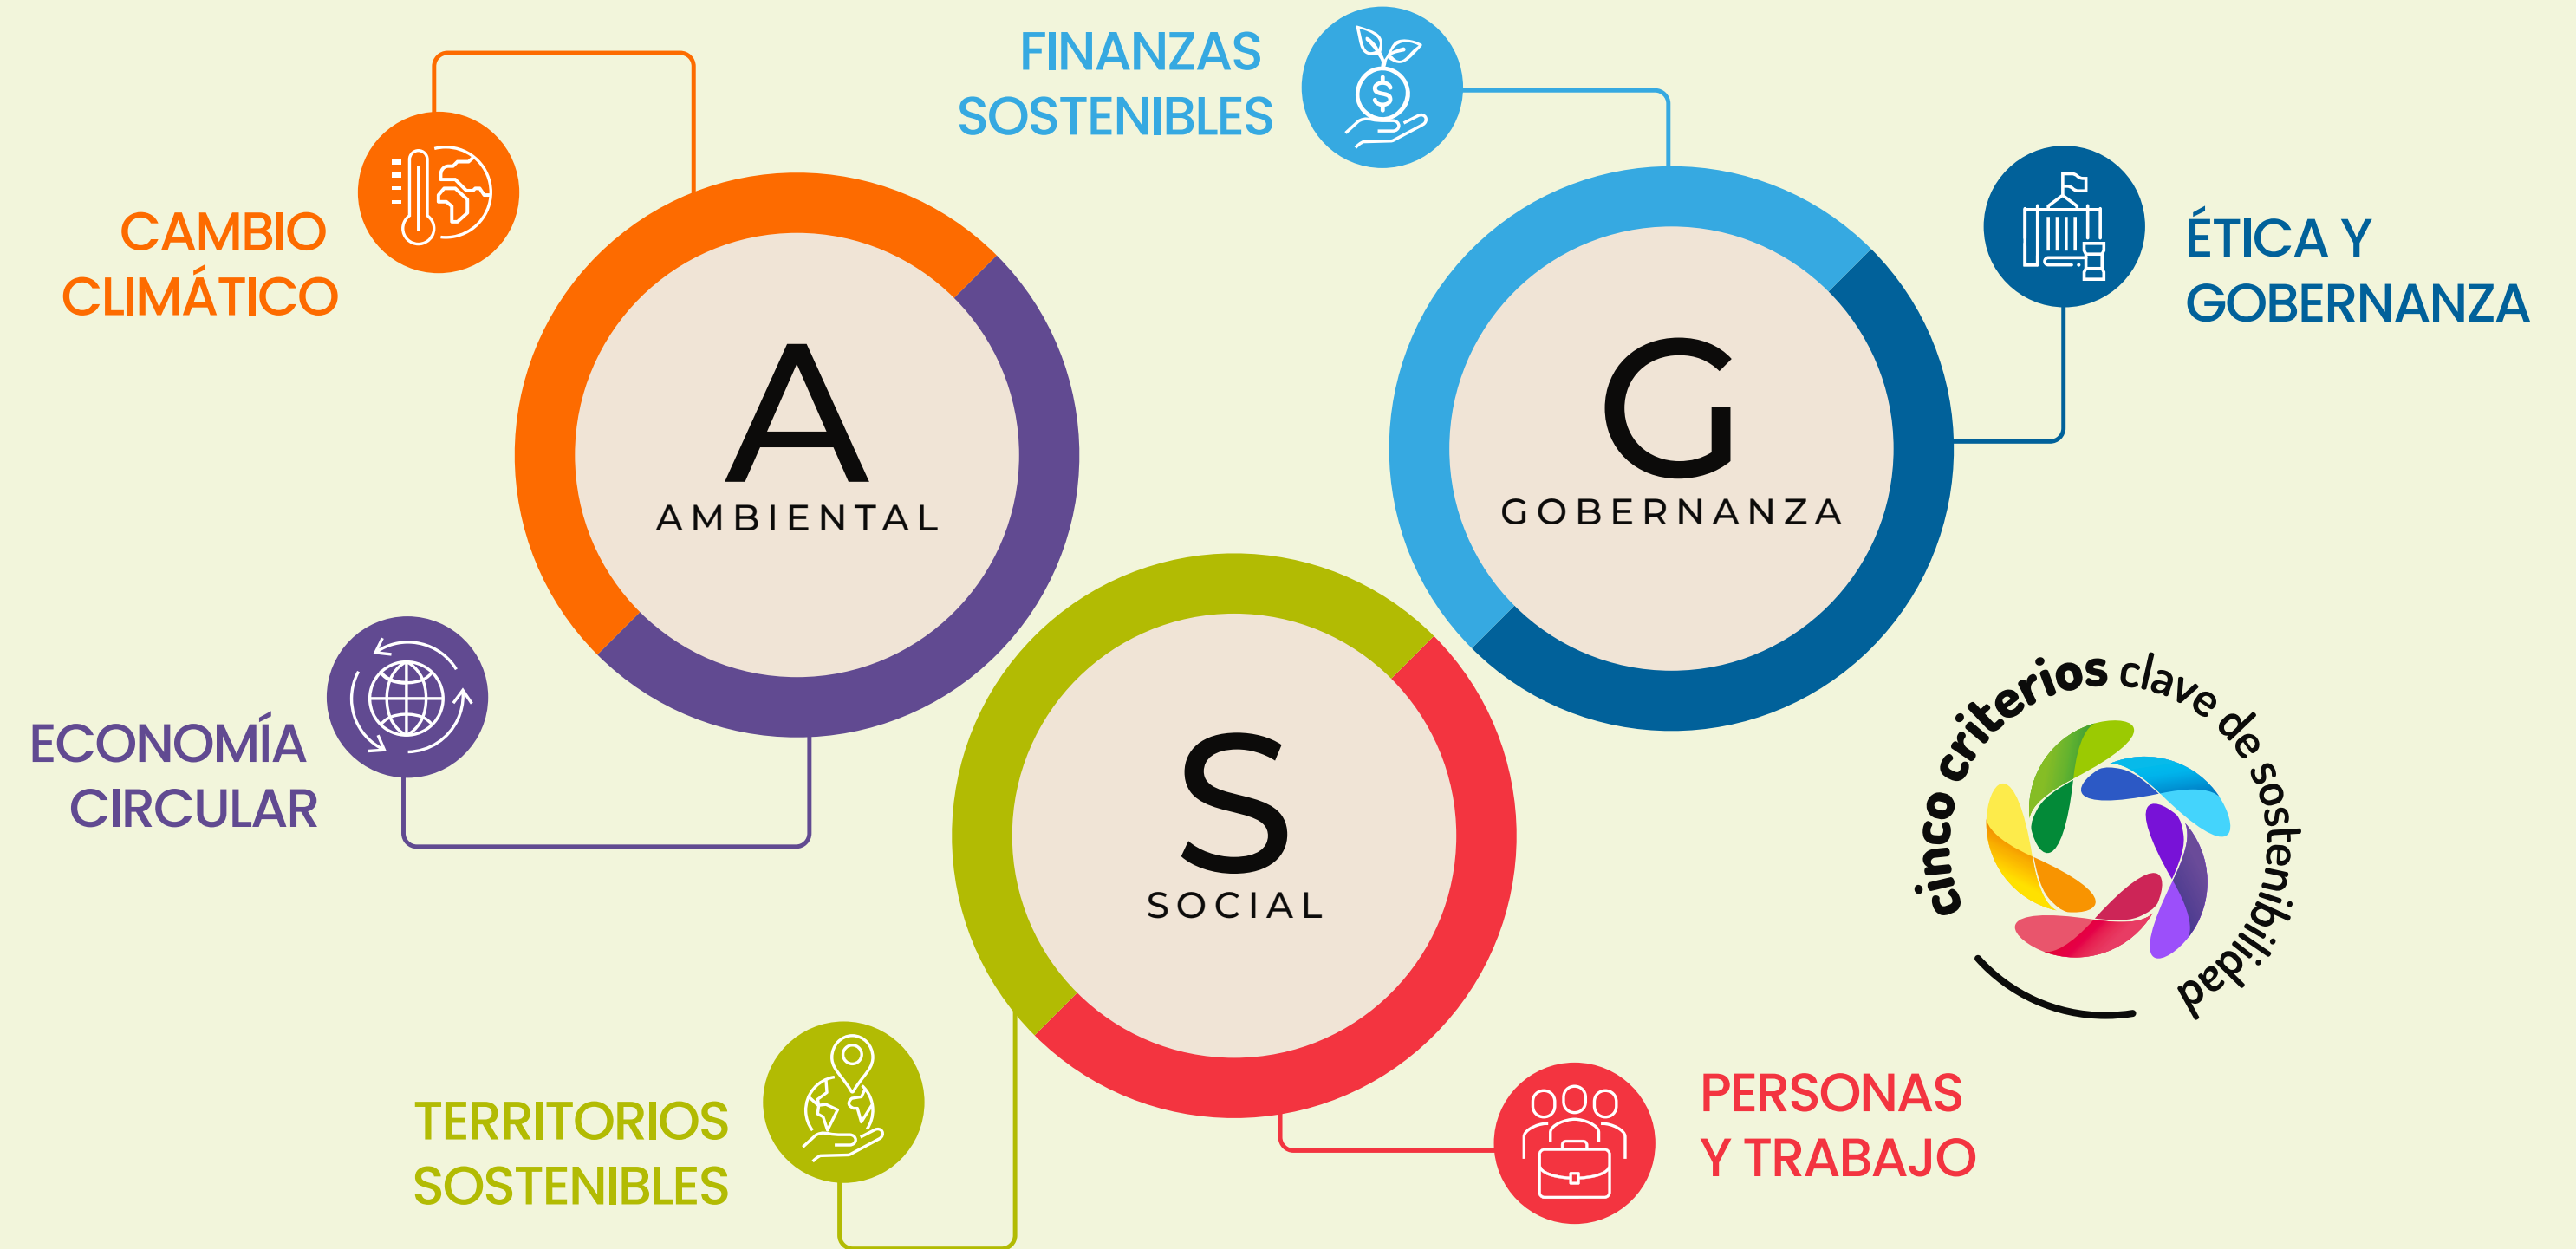 FINANZAS
SOSTENIBLES
CAMBIO
CLIMÁTICO
ÉTICA Y
GOBERNANZA
A
AMBIENTAL
G
GOBERNANZA
ECONOMÍA
CIRCULAR
S
SOCIAL
cinco criterios clave de sostenibilidad
TERRITORIOS
SOSTENIBLES
PERSONAS
Y TRABAJO
$